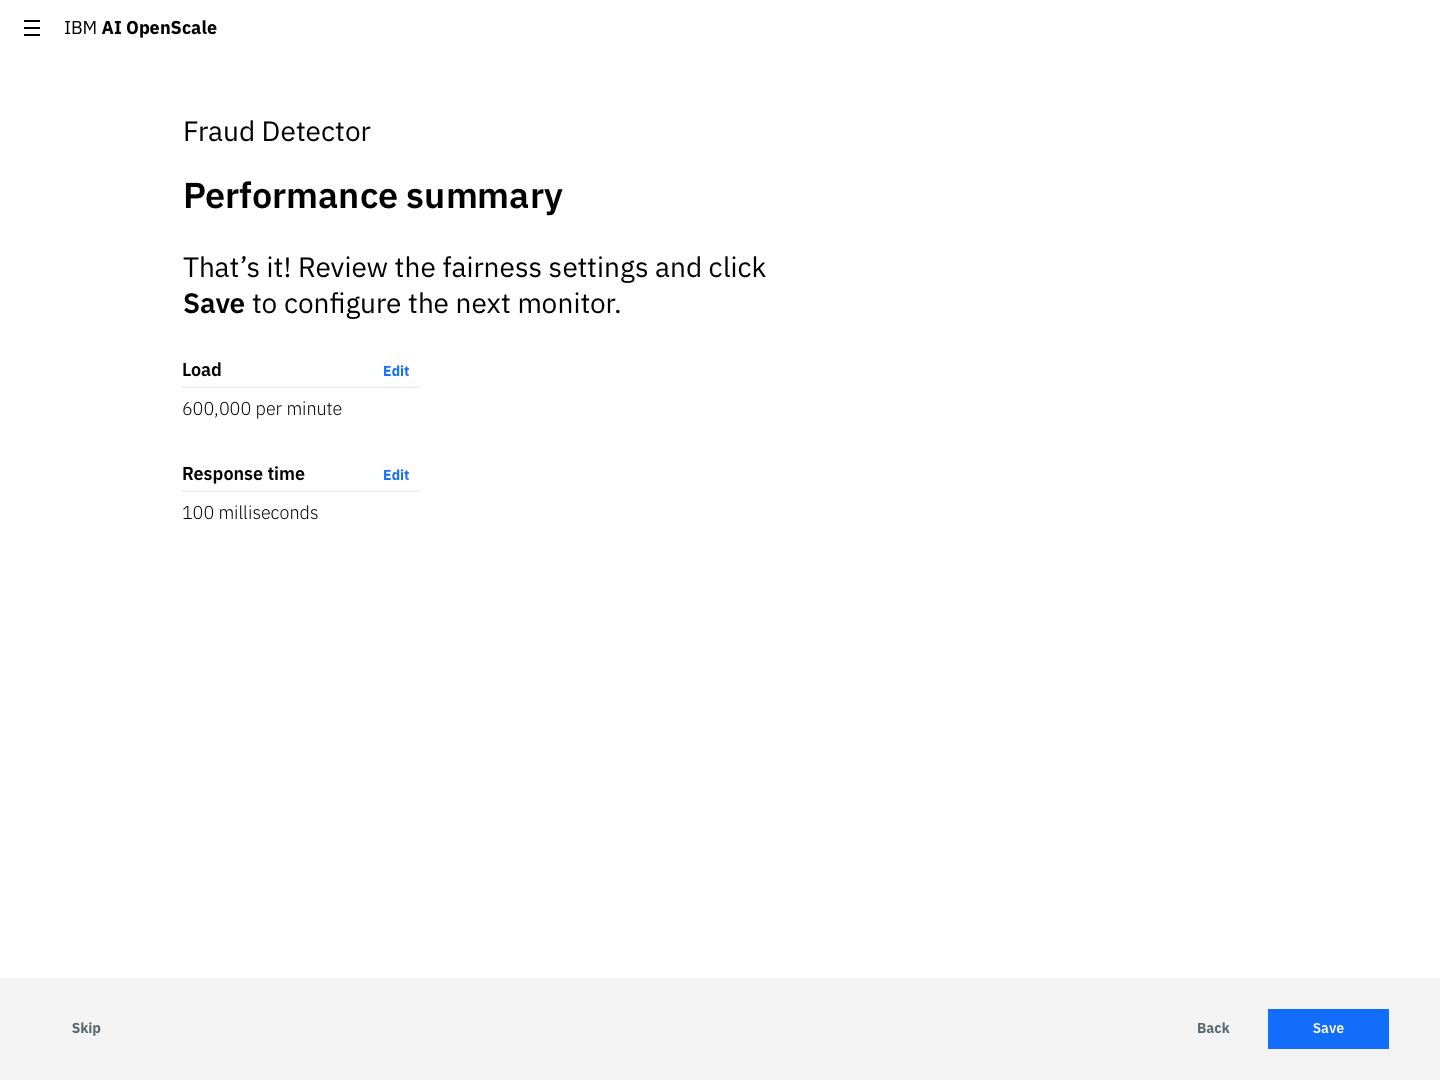 IBM AI OpenScale
Fraud Detector
Performance summary
That’s it! Review the fairness settings and click
Save to configure the next monitor.
Load Edit
600,000 per minute
Response time Edit
100 milliseconds
Skip Back Save